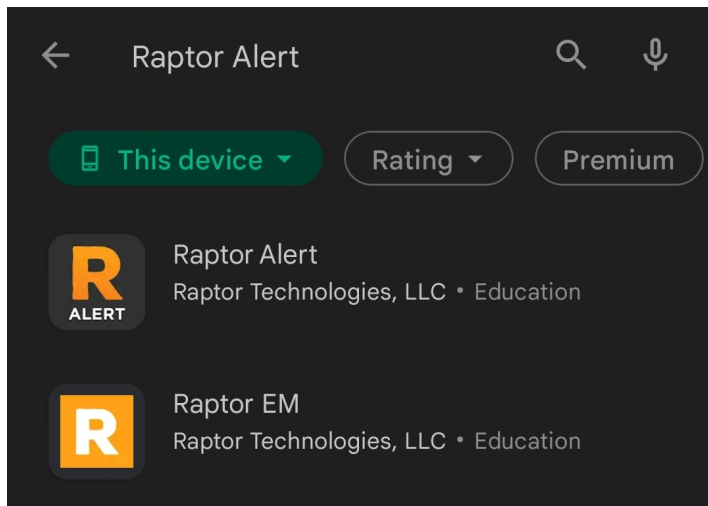 Raptor Alert
This device
Rating
Premium
R
ALERT
Raptor Alert
Raptor Technologies, LLC • Education
R
Raptor EM
Raptor Technologies, LLC • Education